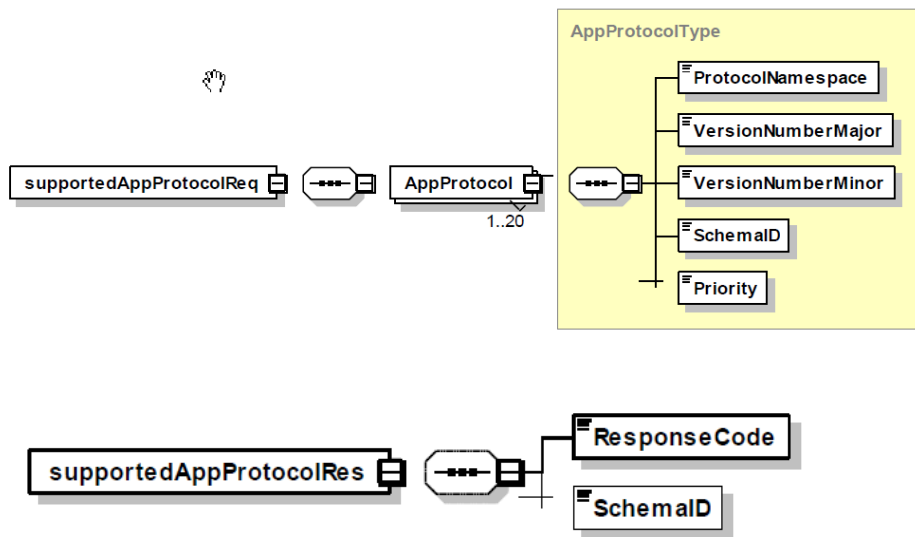 AppProtocolType
ProtocolNamespace
VersionNumberMajor
supportedAppProtocolReq
AppProtocol
VersionNumberMinor
1..20
SchemaID
Priority
ResponseCode
supportedAppProtocolRes
SchemaID